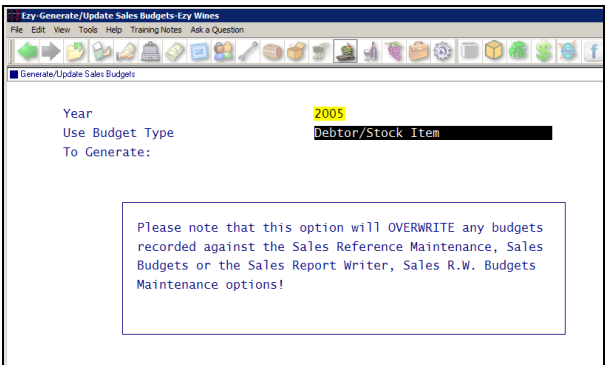 Ezy-Generate/Update Sales Budgets-Ezy Wines
File Edit View Tools Help Training Notes Ask a Question
Generate/Update Sales Budgets
Year 2005
Use Budget Type Debtor/Stock Item
To Generate:
Please note that this option will OVERWRITE any budgets
recorded against the Sales Reference Maintenance, Sales
Budgets or the Sales Report Writer, Sales R.W. Budgets
Maintenance options!